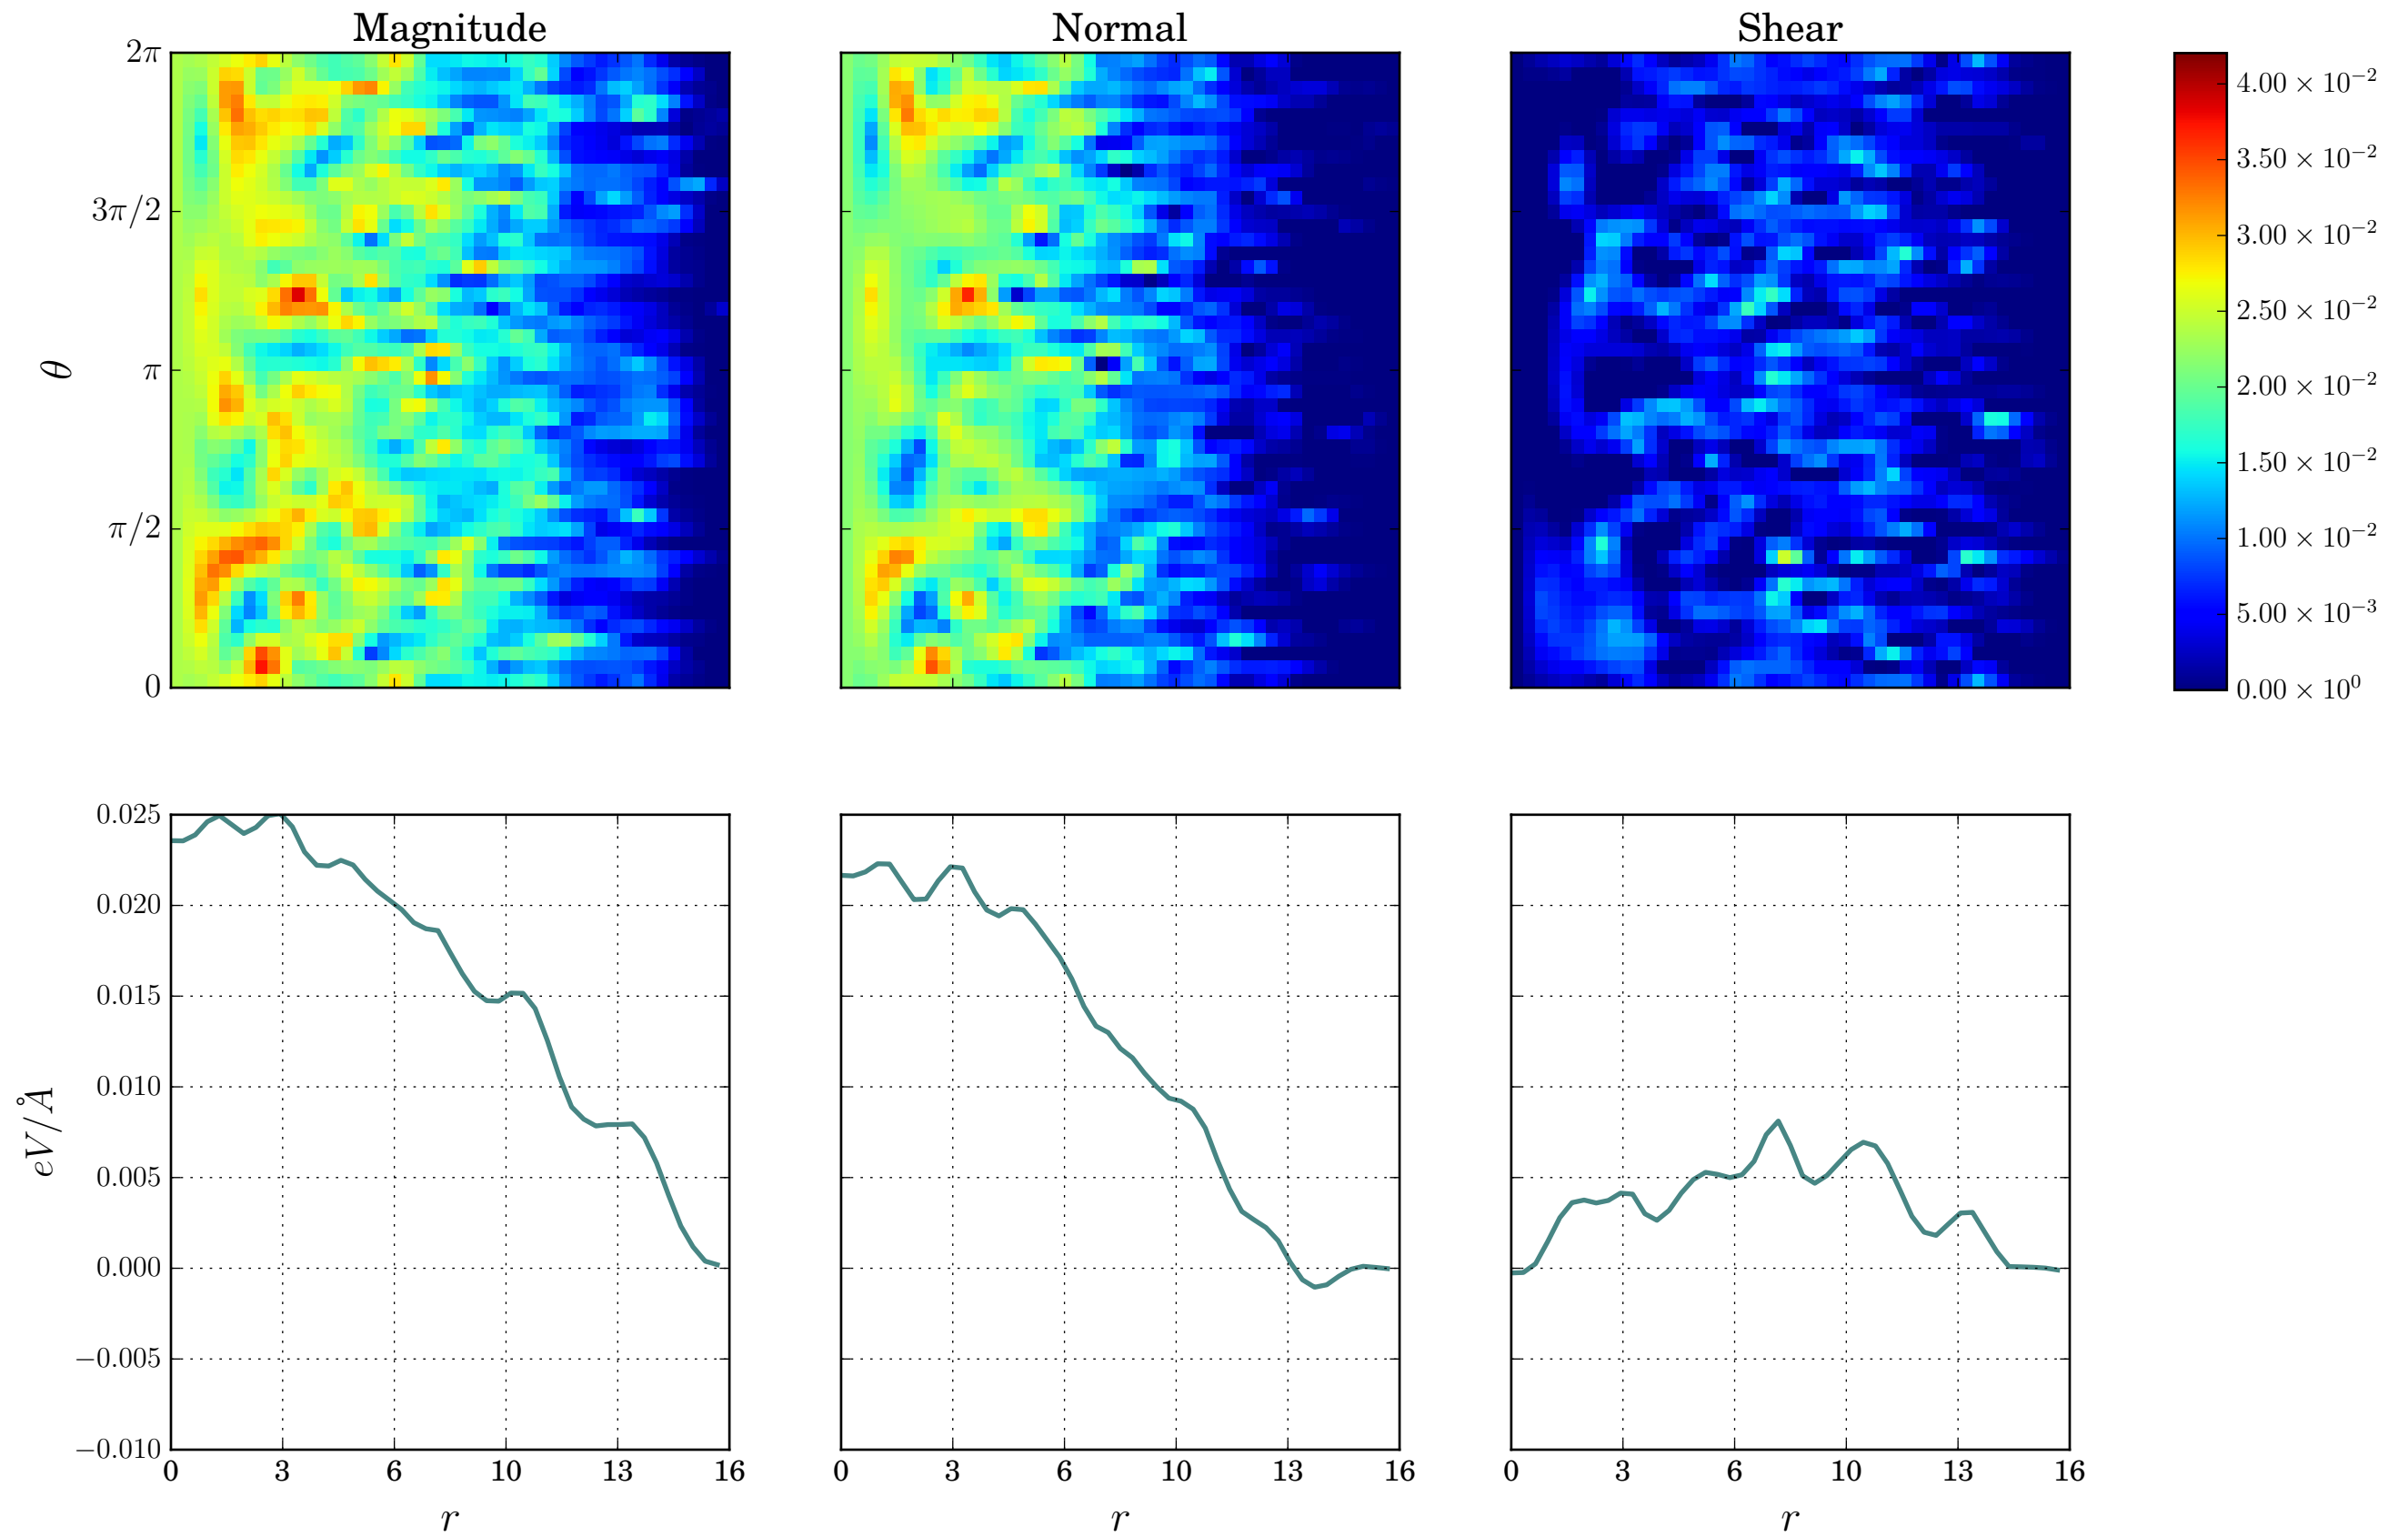 Magnitude Normal Shear
2π
3π/2
π
π/2
0
θ
4.00 × 10⁻²
3.50 × 10⁻²
3.00 × 10⁻²
2.50 × 10⁻²
2.00 × 10⁻²
1.50 × 10⁻²
1.00 × 10⁻²
5.00 × 10⁻³
0.00 × 10⁰
0.025
0.020
0.015
0.010
0.005
0.000
−0.005
−0.010
eV/Å
0 3 6 10 13 16
0 3 6 10 13 16
0 3 6 10 13 16
r r r